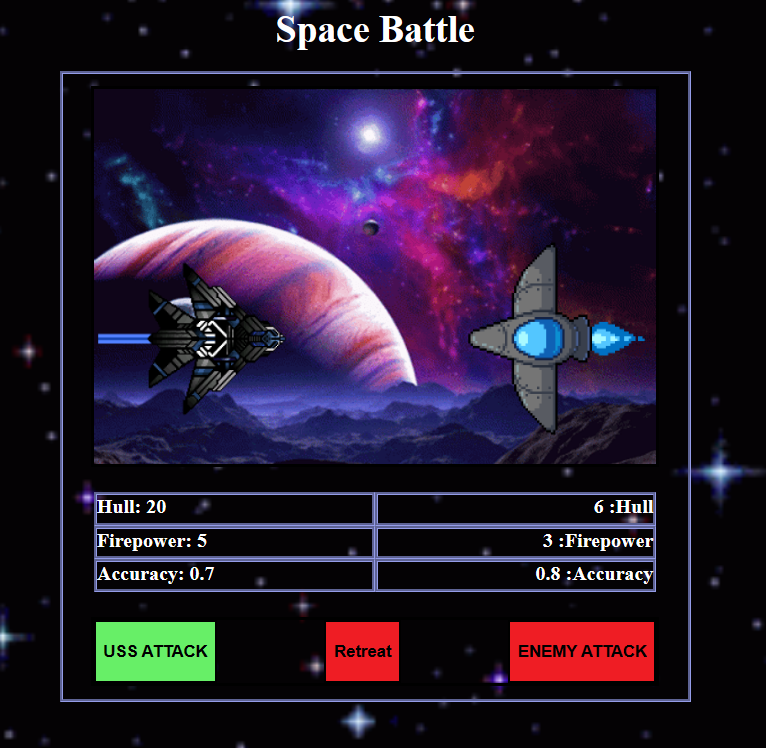 Space Battle
Hull: 20
6 :Hull
Firepower: 5
3 :Firepower
Accuracy: 0.7
0.8 :Accuracy
USS ATTACK
Retreat
ENEMY ATTACK